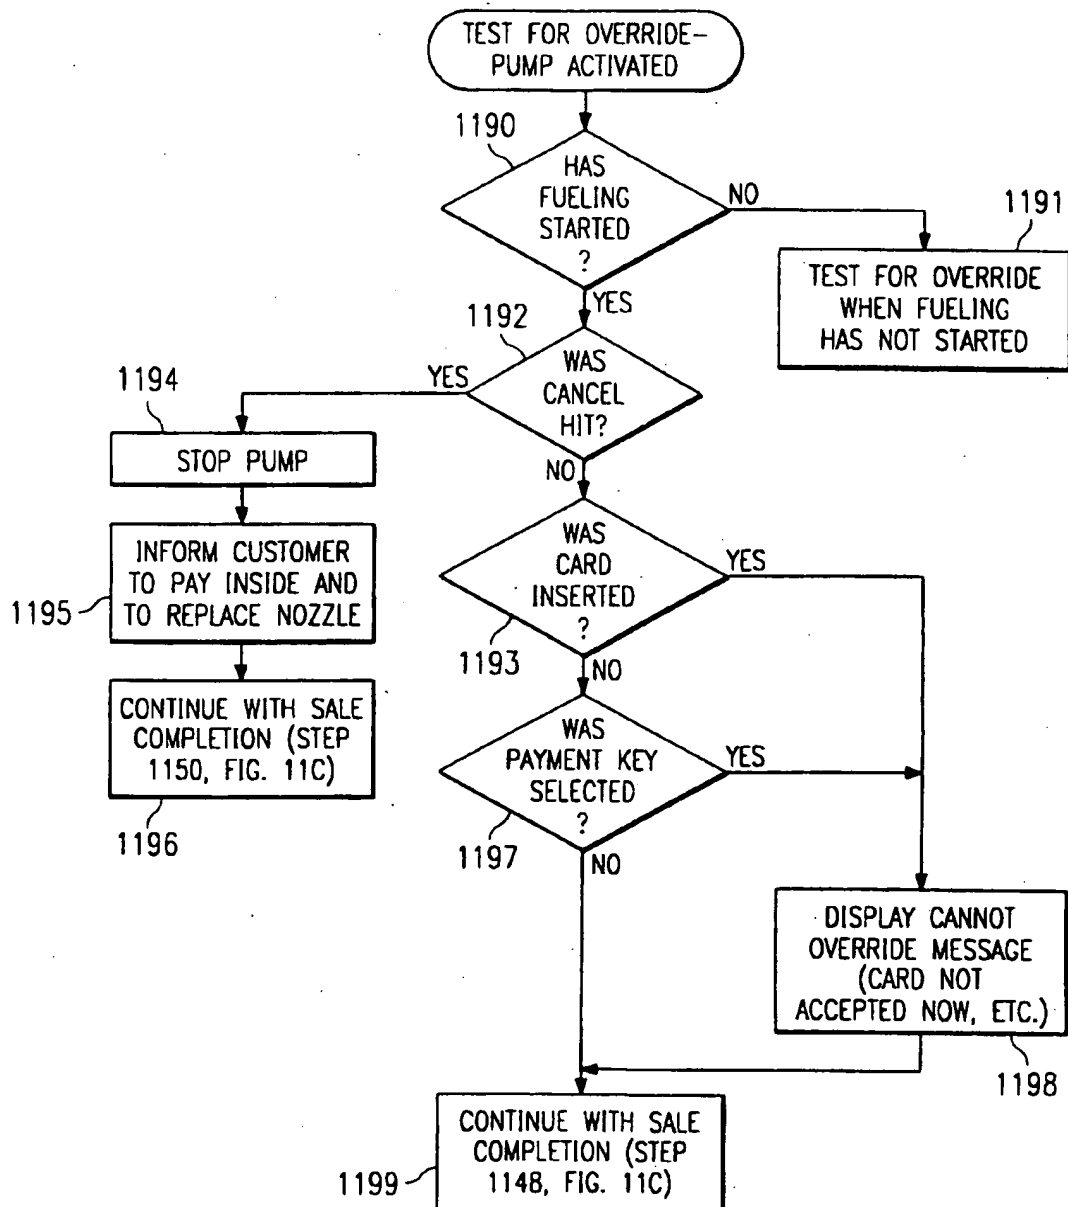 TEST FOR OVERRIDE-
PUMP ACTIVATED
1190
HAS
FUELING
STARTED
?
NO
1191
TEST FOR OVERRIDE
WHEN FUELING
HAS NOT STARTED
YES
1192
WAS
CANCEL
HIT?
YES
1194
STOP PUMP
NO
INFORM CUSTOMER
TO PAY INSIDE AND
TO REPLACE NOZZLE
1195
WAS
CARD
INSERTED
?
YES
1193
NO
CONTINUE WITH SALE
COMPLETION (STEP
1150, FIG. 11C)
1196
WAS
PAYMENT KEY
SELECTED
?
YES
1197
NO
DISPLAY CANNOT
OVERRIDE MESSAGE
(CARD NOT
ACCEPTED NOW, ETC.)
1198
CONTINUE WITH SALE
COMPLETION (STEP
1148, FIG. 11C)
1199